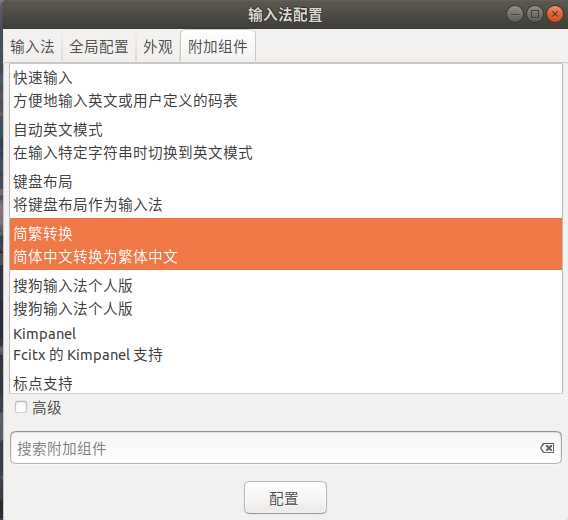 输入法配置
输入法 全局配置 外观 附加组件
快速输入
方便地输入英文或用户定义的码表
自动英文模式
在输入特定字符串时切换到英文模式
键盘布局
将键盘布局作为输入法
简繁转换
简体中文转换为繁体中文
搜狗输入法个人版
搜狗输入法个人版
Kimpanel
Fcitx 的 Kimpanel 支持
标点支持
高级
搜索附加组件
配置